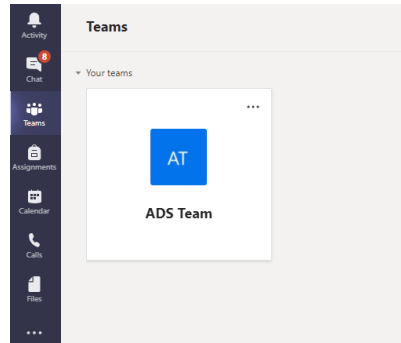 Activity
Teams
8
Chat
Your teams
Teams
AT
Assignments
ADS Team
Calendar
Calls
Files